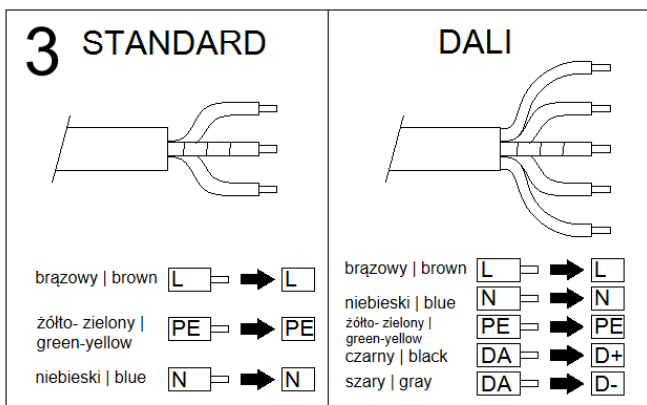 3 STANDARD
brązowy | brown L L
żółto- zielony |
green-yellow PE PE
niebieski | blue N N
DALI
brązowy | brown L L
niebieski | blue N N
żółto- zielony |
green-yellow PE PE
czarny | black DA D+
szary | gray DA D-